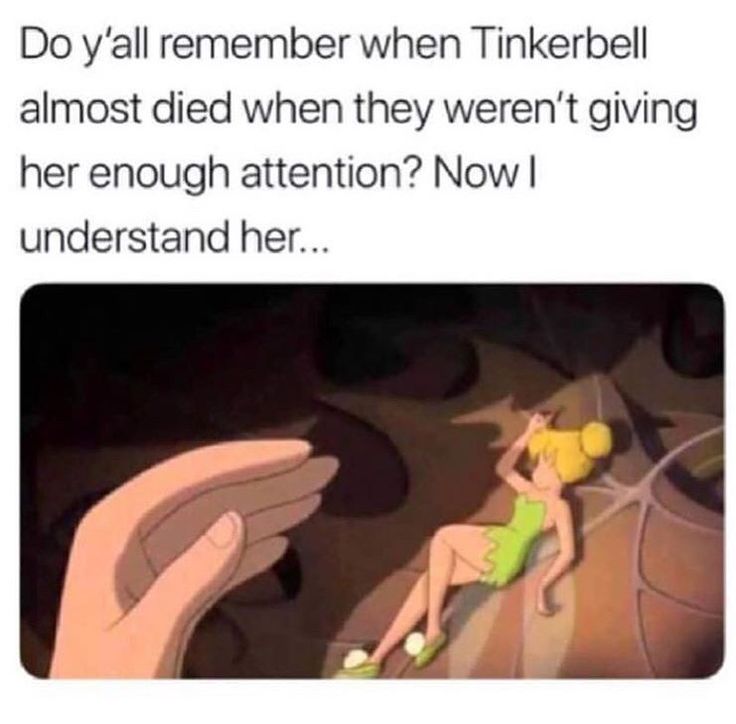 Do y'all remember when Tinkerbell
almost died when they weren't giving
her enough attention? Now I
understand her...